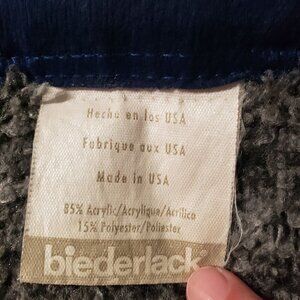 Hecho en los USA
Fabrique aux USA
Made in USA
85% Acrylic/Acrylique/Acrilico
15% Polyester/Poliester
biederlack